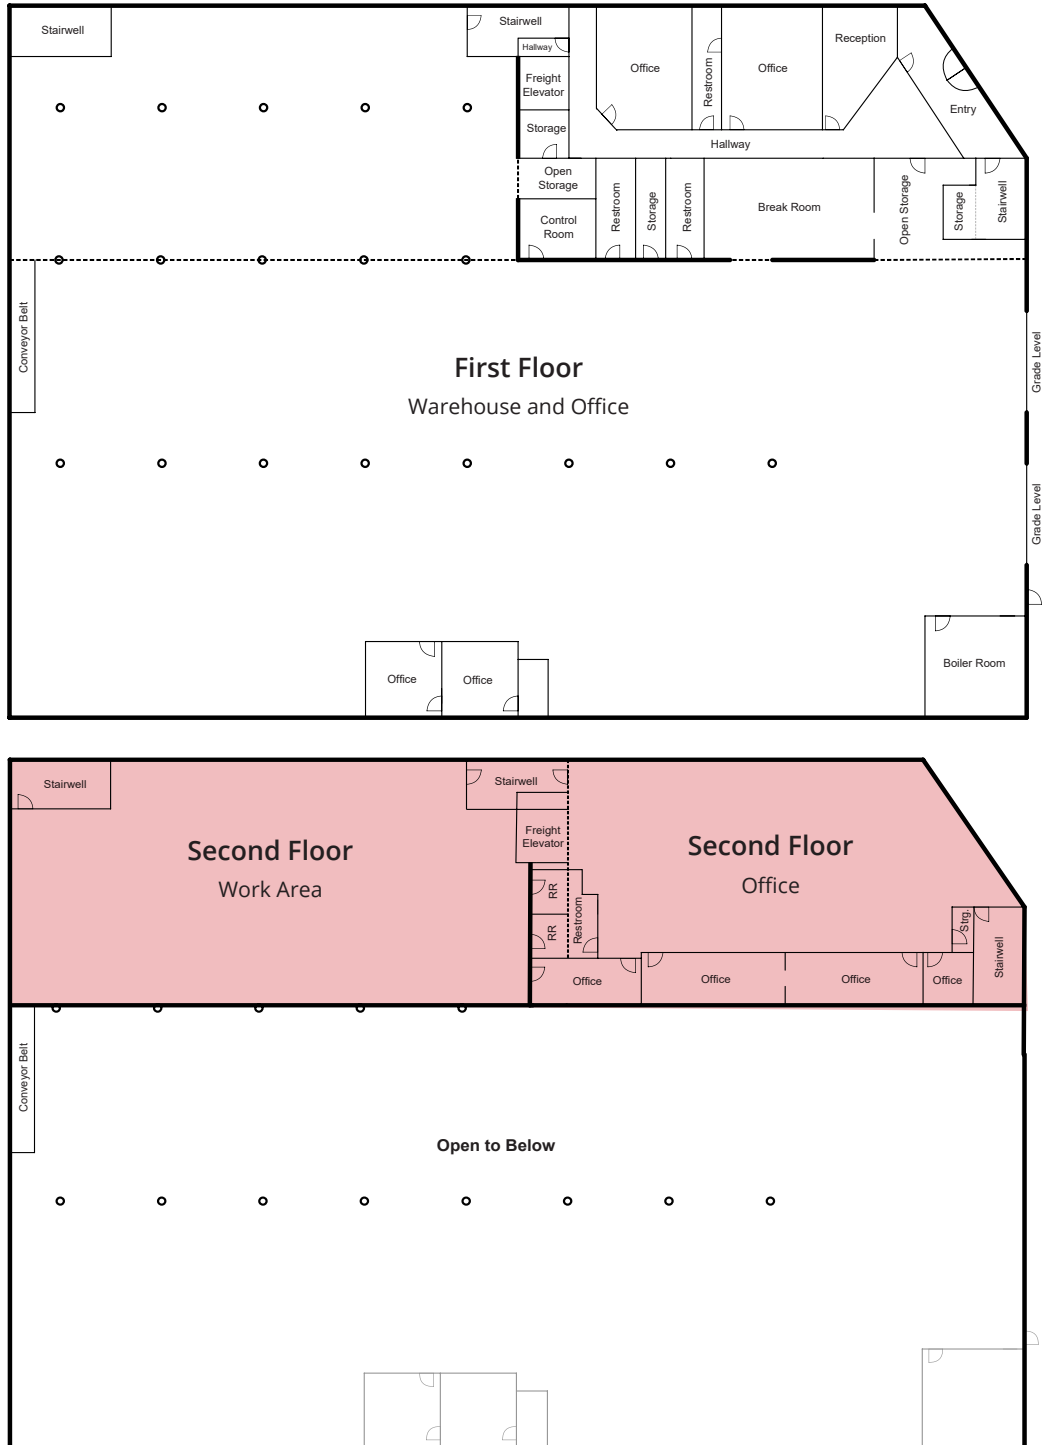 Stairwell
Stairwell
Hallway
Freight
Elevator
Storage
Office
Restroom
Office
Reception
Entry
Hallway
Open
Storage
Control
Room
Restroom
Storage
Restroom
Break Room
Open Storage
Storage
Stairwell
Conveyor Belt
First Floor
Warehouse and Office
Grade Level
Grade Level
Office
Office
Boiler Room
Stairwell
Stairwell
Second Floor
Work Area
Freight
Elevator
Second Floor
Office
RR
RR
Restroom
Strg.
Stairwell
Office
Office
Office
Office
Conveyor Belt
Open to Below